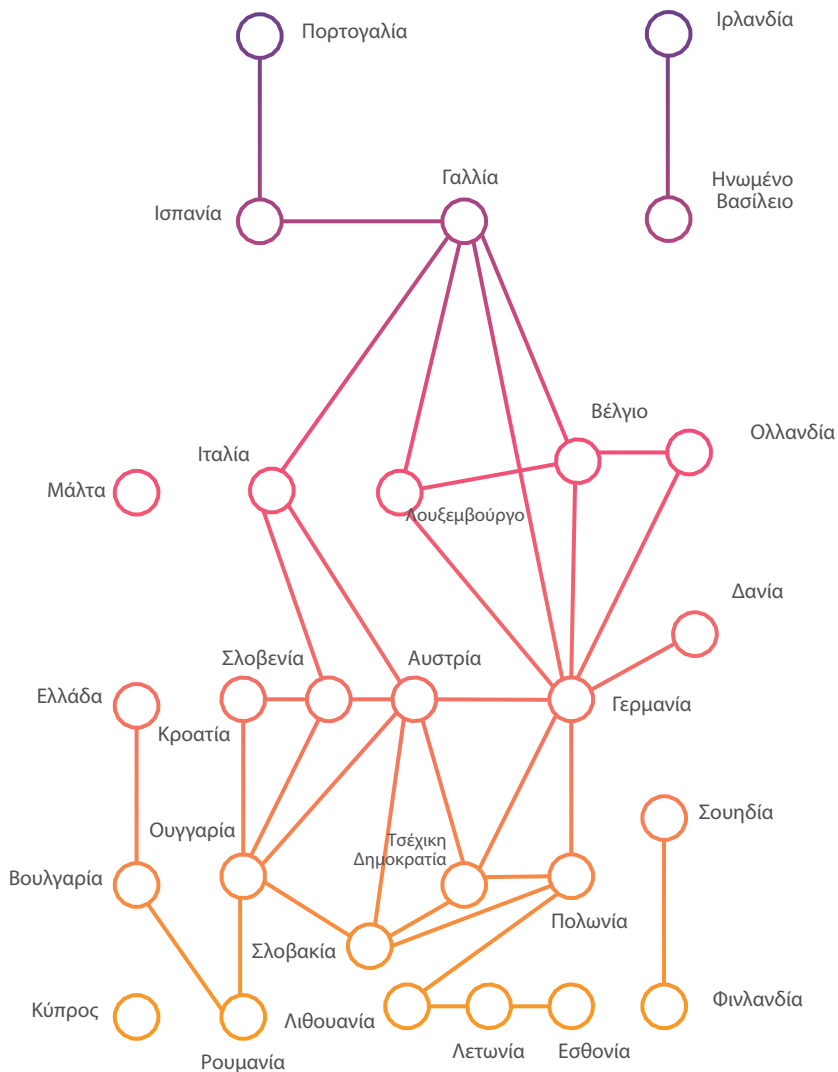 Πορτογαλία
Ιρλανδία
Γαλλία
Ηνωμένο
Βασίλειο
Ισπανία
Βέλγιο
Ολλανδία
Ιταλία
Μάλτα
Λουξεμβούργο
Δανία
Σλοβενία
Αυστρία
Ελλάδα
Γερμανία
Κροατία
Σουηδία
Ουγγαρία
Τσέχικη
Δημοκρατία
Βουλγαρία
Πολωνία
Σλοβακία
Κύπρος
Λιθουανία
Φινλανδία
Λετωνία
Εσθονία
Ρουμανία